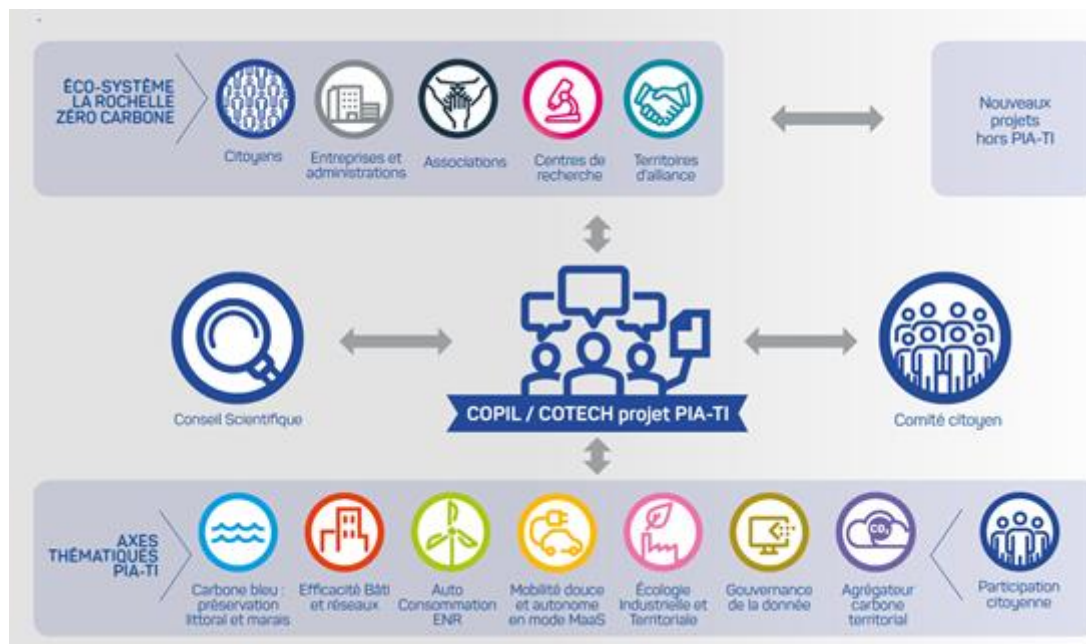 ÉCO-SYSTÈME
LA ROCHELLE
ZÉRO CARBONE
Citoyens
Entreprises et
administrations
Associations
Centres de
recherche
Territoires
d'alliance
Nouveaux
projets
hors PIA-TI
Conseil Scientifique
COPIL / COTECH projet PIA-TI
Comité citoyen
AXES
THÉMATIQUES
PIA-TI
Carbone bleu :
préservation
littoral et marais
Efficacité Bâti
et réseaux
Auto
Consommation
ENR
Mobilité douce
et autonome
en mode MaaS
Écologie
Industrielle et
Territoriale
Gouvernance
de la donnée
CO₂
Agrégateur
carbone
territorial
Participation
citoyenne